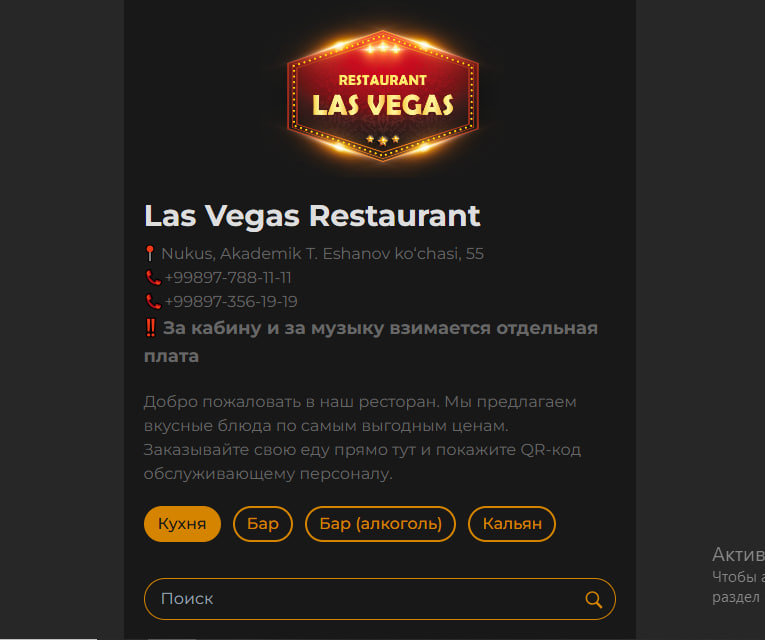 RESTAURANT
LAS VEGAS
Las Vegas Restaurant
Nukus, Akademik T. Eshanov ko‘chasi, 55
+99897-788-11-11
+99897-356-19-19
‼ За кабину и за музыку взимается отдельная
плата
Добро пожаловать в наш ресторан. Мы предлагаем
вкусные блюда по самым выгодным ценам.
Заказывайте свою еду прямо тут и покажите QR-код
обслуживающему персоналу.
Кухня Бар Бар (алкоголь) Кальян
Актив
Чтобы а
раздел
Поиск